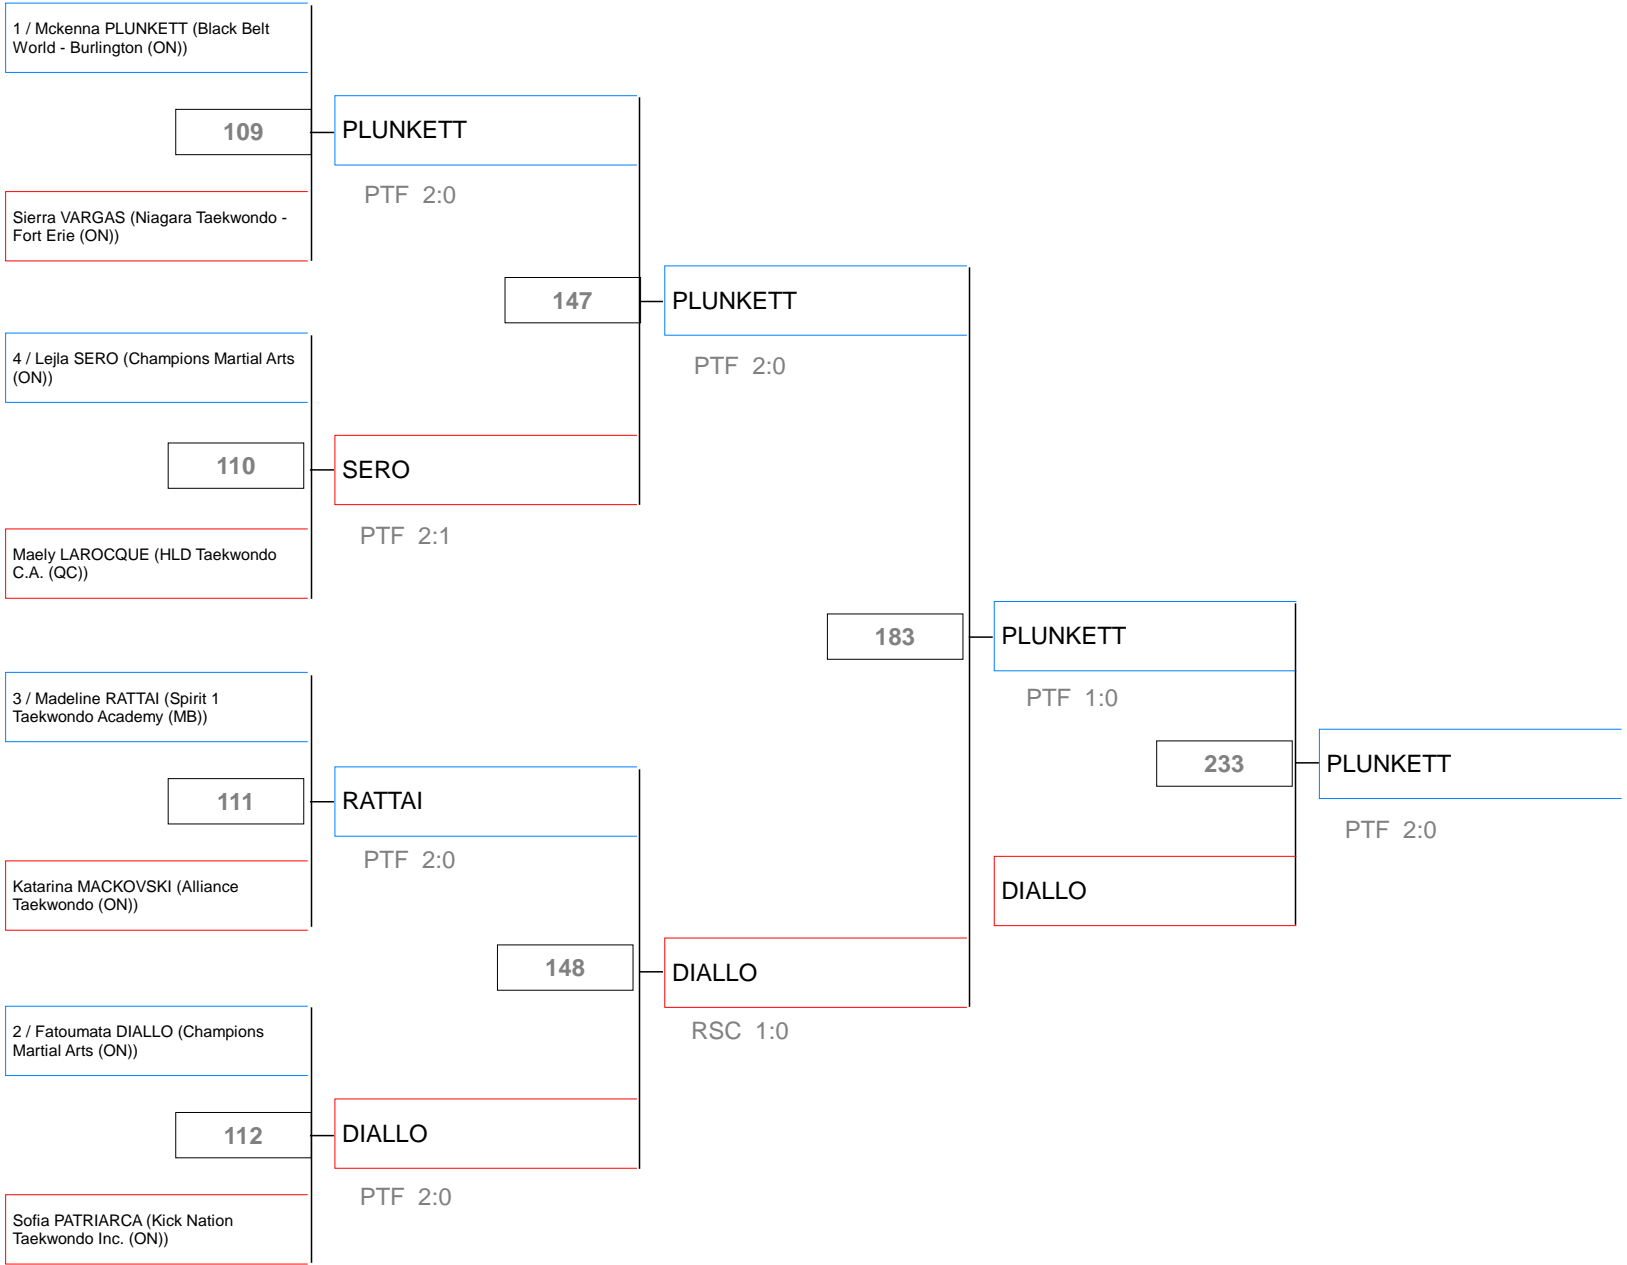 1 / Mckenna PLUNKETT (Black Belt
World - Burlington (ON))
109
PLUNKETT
PTF 2:0
Sierra VARGAS (Niagara Taekwondo -
Fort Erie (ON))
147
PLUNKETT
PTF 2:0
4 / Lejla SERO (Champions Martial Arts
(ON))
110
SERO
PTF 2:1
Maely LAROCQUE (HLD Taekwondo
C.A. (QC))
183
PLUNKETT
PTF 1:0
3 / Madeline RATTAI (Spirit 1
Taekwondo Academy (MB))
111
RATTAI
PTF 2:0
233
PLUNKETT
PTF 2:0
Katarina MACKOVSKI (Alliance
Taekwondo (ON))
DIALLO
148
DIALLO
RSC 1:0
2 / Fatoumata DIALLO (Champions
Martial Arts (ON))
112
DIALLO
PTF 2:0
Sofia PATRIARCA (Kick Nation
Taekwondo Inc. (ON))